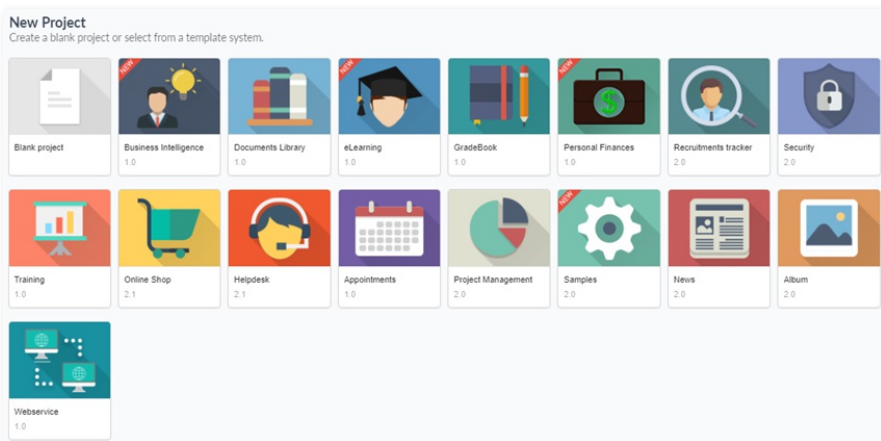 New Project
Create a blank project or select from a template system.
NEW
NEW
NEW
Blank project
Business Intelligence
Documents Library
eLearning
GradeBook
Personal Finances
Recruitments tracker
Security
1.0
1.0
1.0
1.0
1.0
2.0
2.0
NEW
Training
Online Shop
Helpdesk
Appointments
Project Management
Samples
News
Album
1.0
2.1
2.1
1.0
2.0
2.0
2.0
2.0
Webservice
1.0